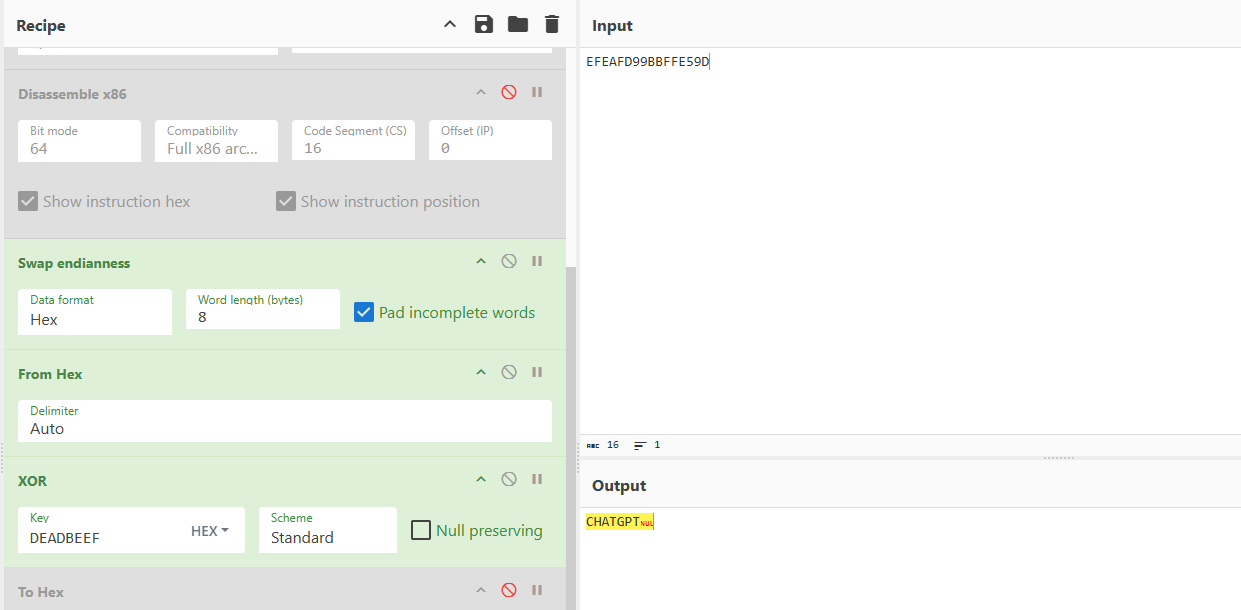 Recipe
Disassemble x86
Bit mode
64
Compatibility
Full x86 arc...
Code Segment (CS)
16
Offset (IP)
0
Show instruction hex
Show instruction position
Swap endianness
Data format
Hex
Word length (bytes)
8
Pad incomplete words
From Hex
Delimiter
Auto
XOR
Key
DEADBEEF
HEX
Scheme
Standard
Null preserving
To Hex
Input
EFEAFD99BBFFE59D
ABC 16 1
Output
CHATGPTNUL